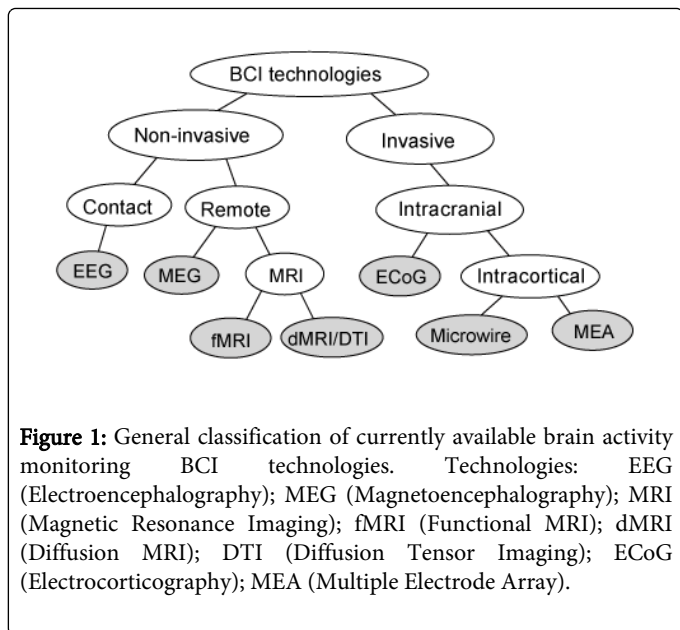 BCI technologies
Non-invasive
Invasive
Contact
Remote
Intracranial
EEG
MEG
MRI
ECoG
Intracortical
fMRI
dMRI/DTI
Microwire
MEA
Figure 1: General classification of currently available brain activity
monitoring BCI technologies. Technologies: EEG
(Electroencephalography); MEG (Magnetoencephalography); MRI
(Magnetic Resonance Imaging); fMRI (Functional MRI); dMRI
(Diffusion MRI); DTI (Diffusion Tensor Imaging); ECoG
(Electrocorticography); MEA (Multiple Electrode Array).